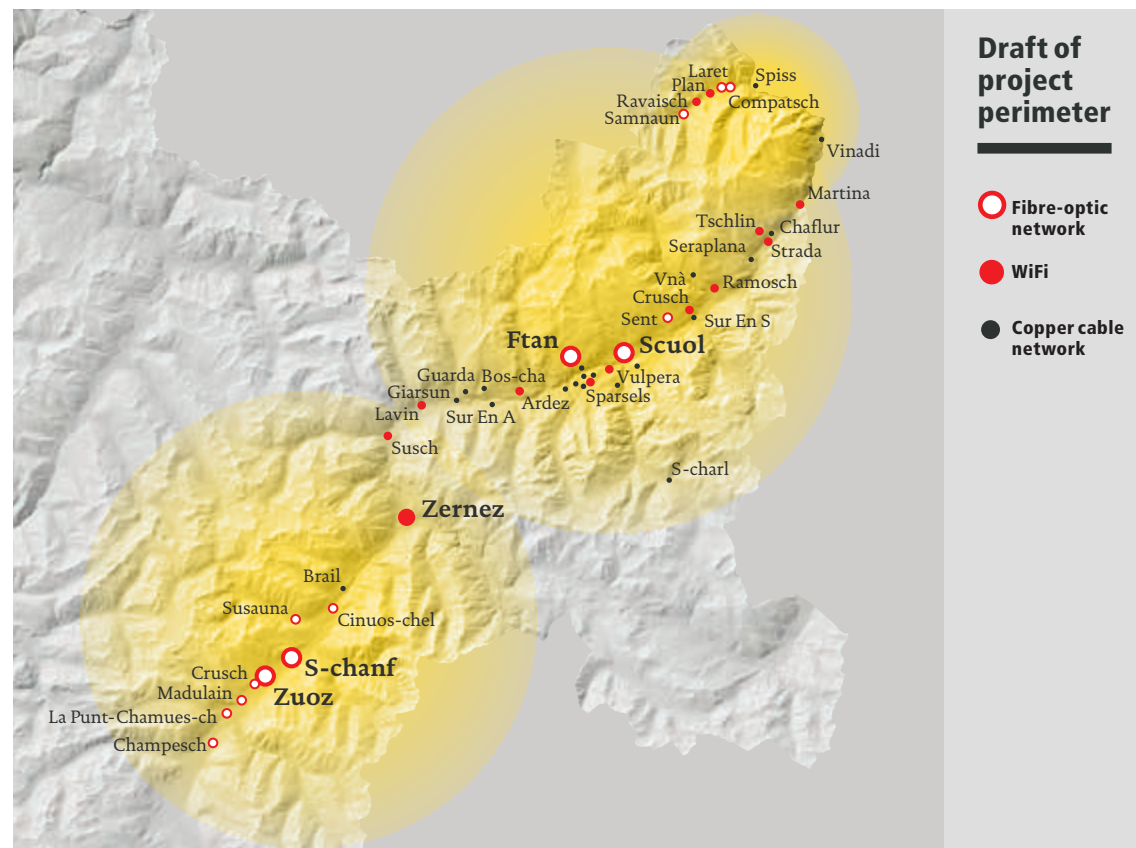 Draft of
project
perimeter
Fibre-optic
network
WiFi
Copper cable
network
Laret
Spiss
Plan
Ravaisch
Compatsch
Samnaun
Vinadi
Martina
Tschlin
Chaflur
Seraplana
Strada
Vnà
Ramosch
Crusch
Sent
Sur En S
Ftan
Scuol
Guarda
Bos-cha
Vulpera
Giarsun
Ardez
Sparsels
Lavin
Sur En A
Susch
S-charl
Zernez
Brail
Susauna
Cinuos-chel
S-chanf
Crusch
Zuoz
Madulain
La Punt-Chamues-ch
Champesch